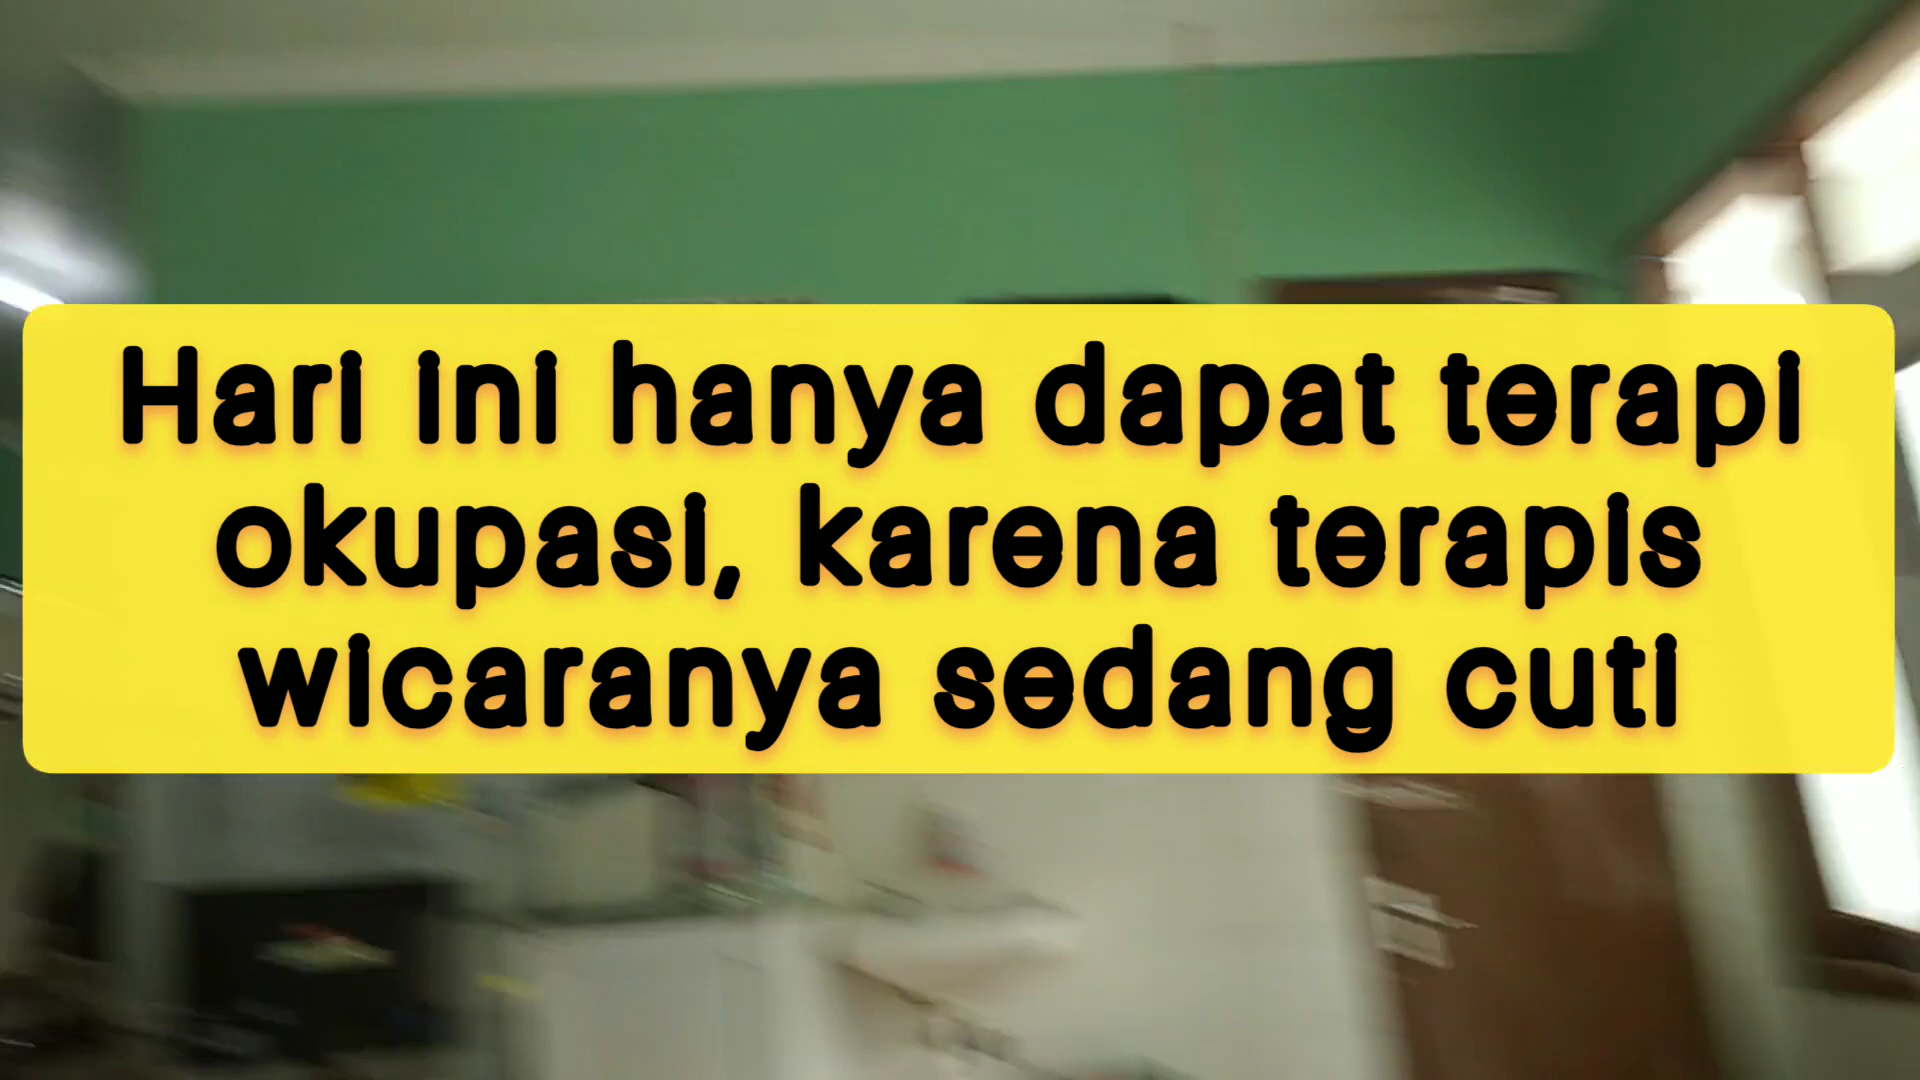 Hari ini hanya dapat terapi
okupasi, karena terapis
wicaranya sedang cuti